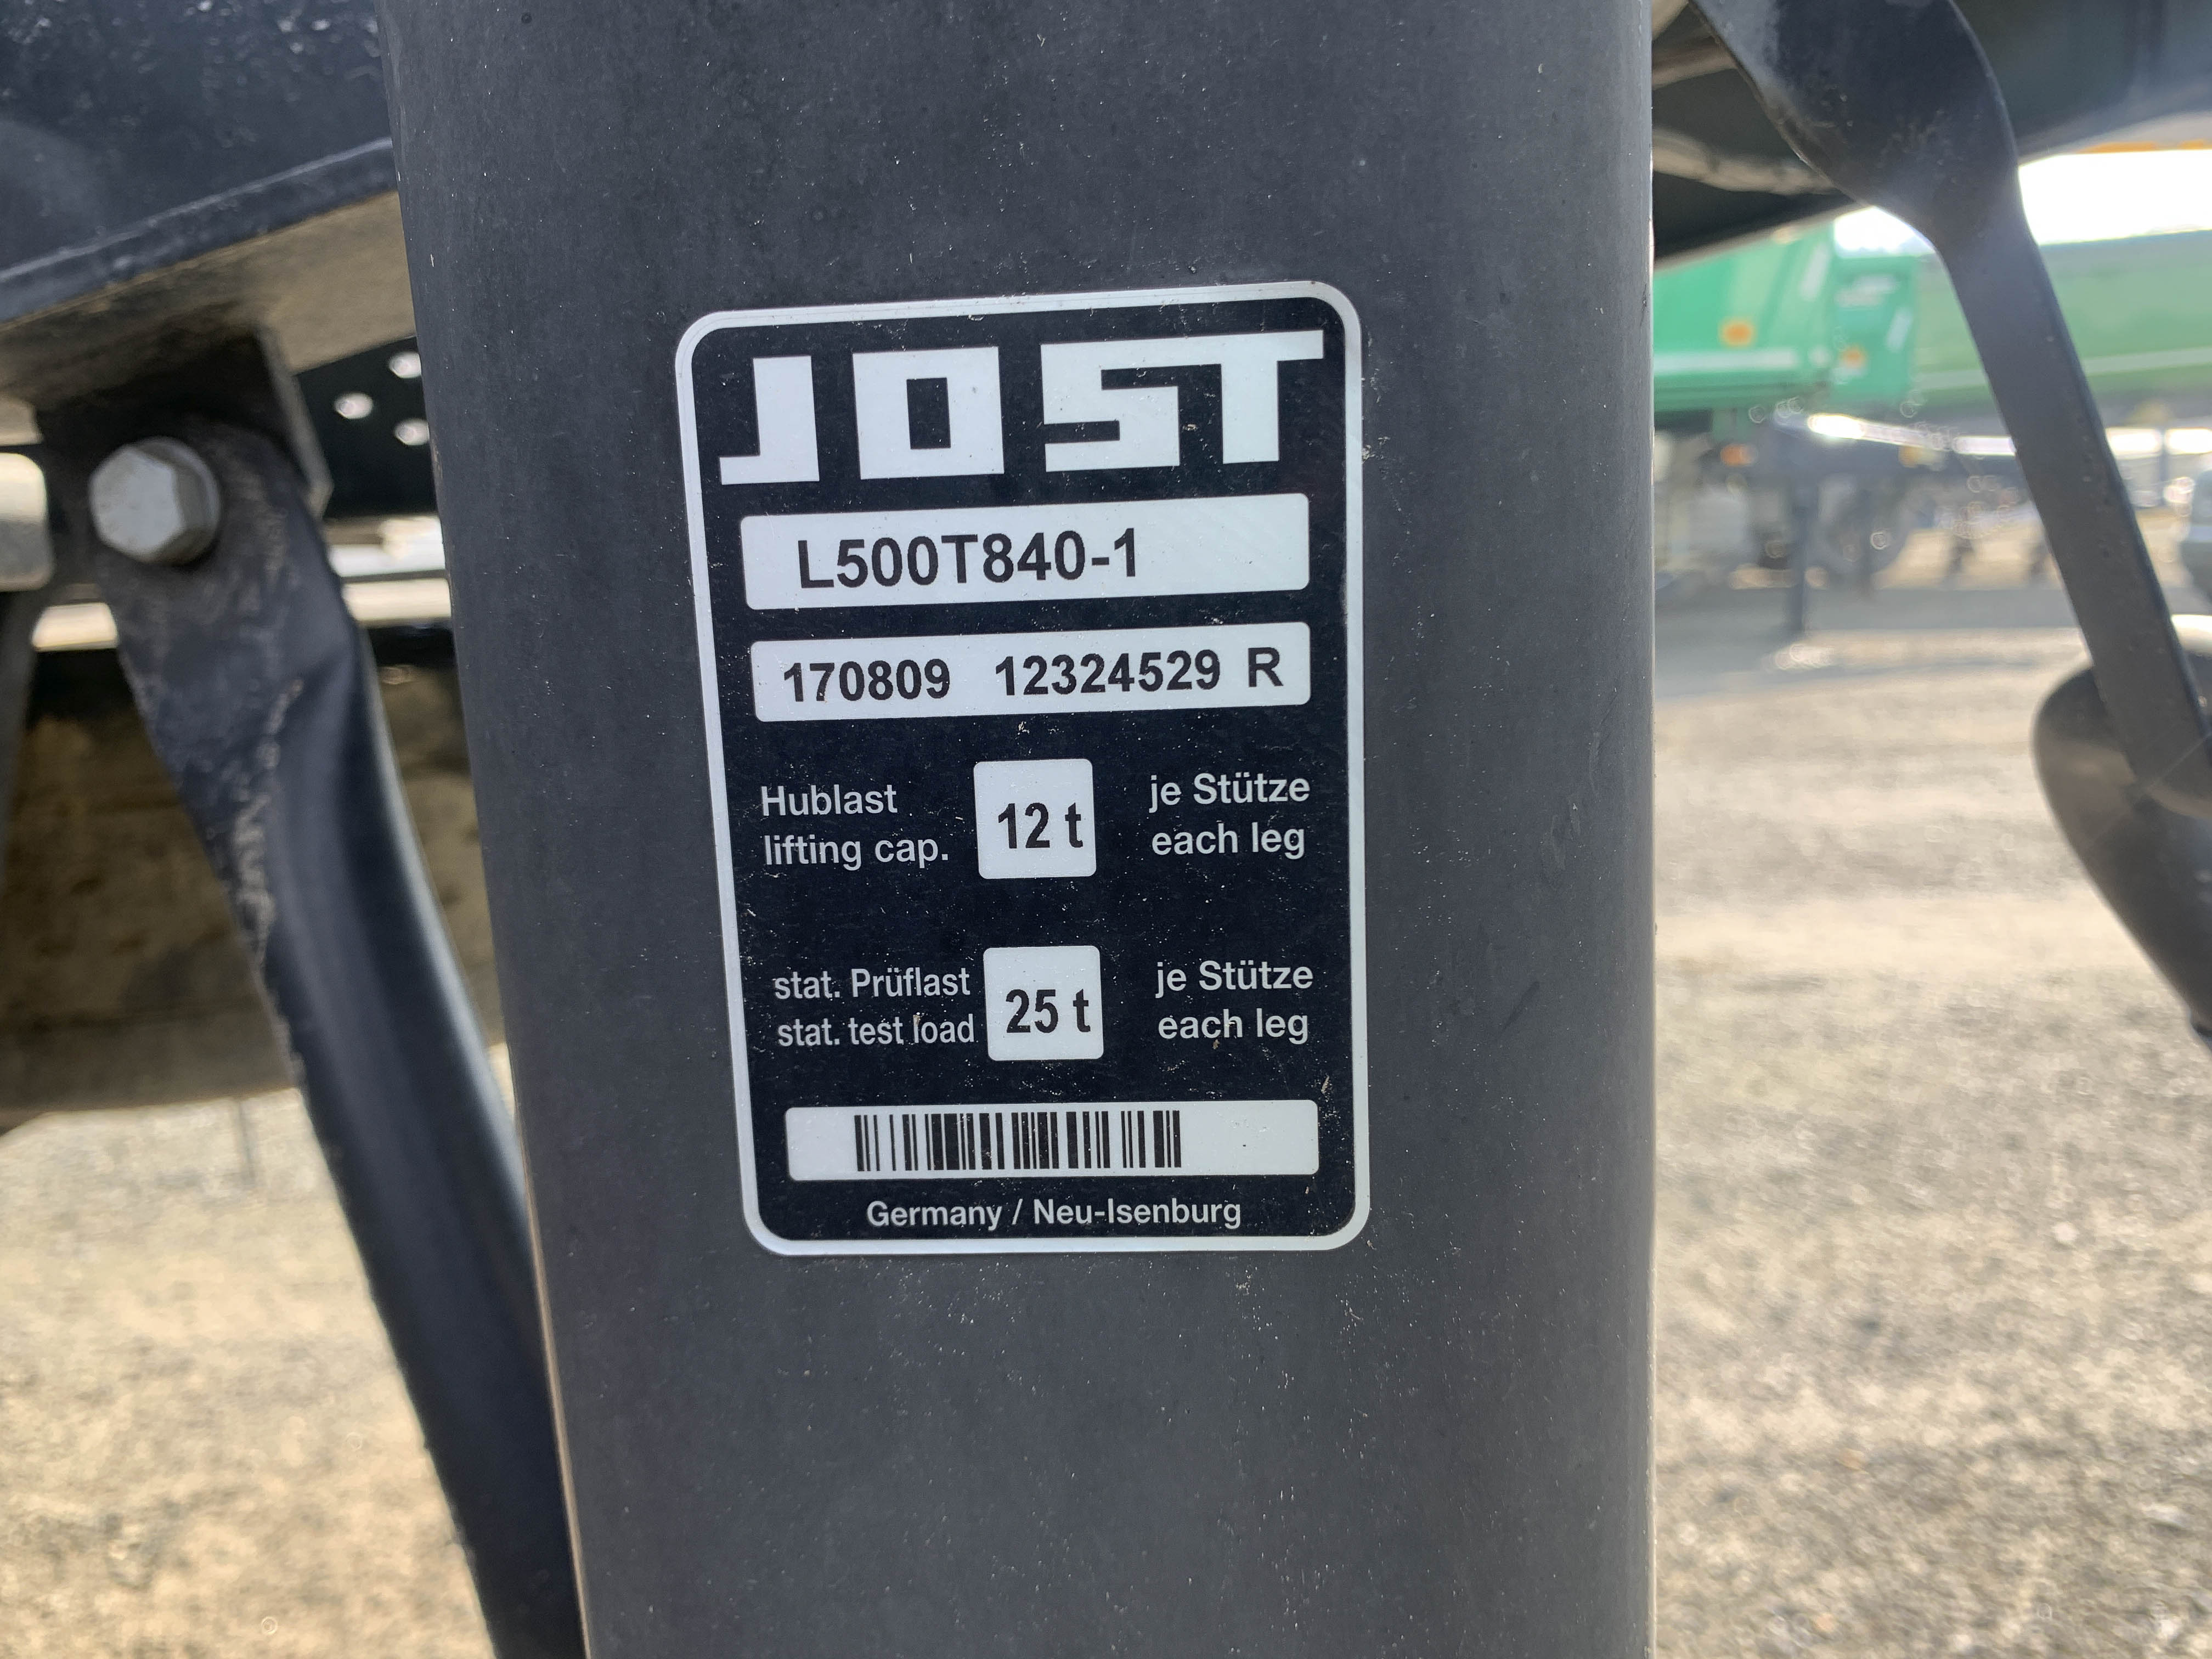 JOST
L500T840-1
170809 12324529 R
Hublast 12 t je Stütze
lifting cap. each leg
stat. Prüflast 25 t je Stütze
stat. test load each leg
Germany / Neu-Isenburg